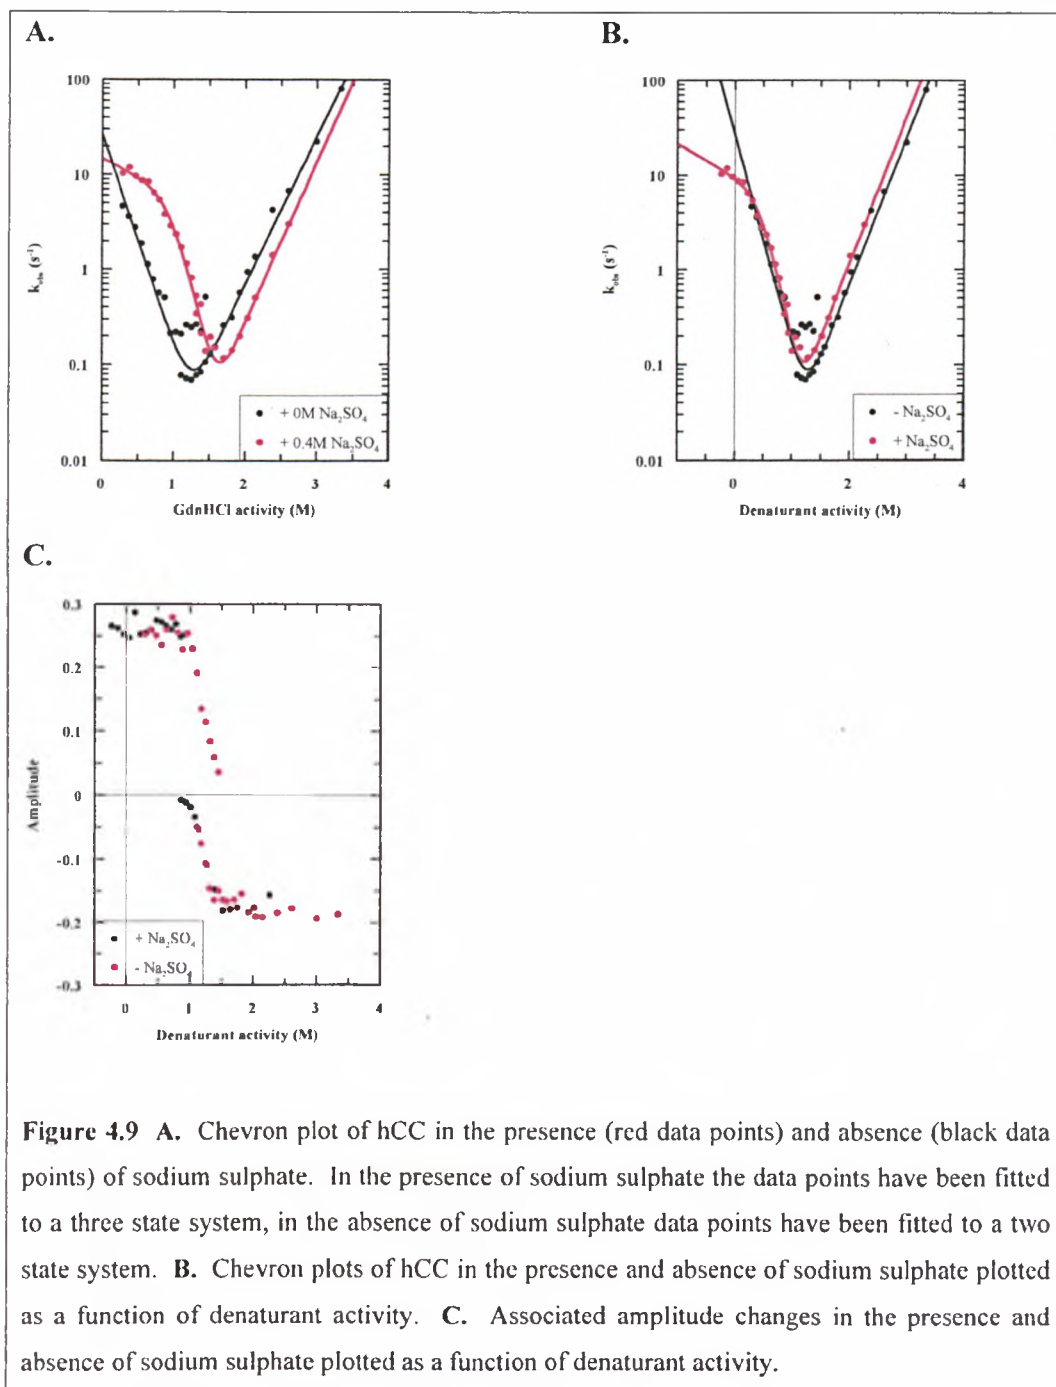 A.
B.
100
10
1
0.1
0.01
k_obs (s⁻¹)
+ 0M Na₂SO₄
+ 0.4M Na₂SO₄
0 1 2 3 4
GdnHCl activity (M)
100
10
1
0.1
0.01
k_obs (s⁻¹)
- Na₂SO₄
+ Na₂SO₄
0 2 4
Denaturant activity (M)
C.
0.3
0.2
0.1
0
-0.1
-0.2
-0.3
Amplitude
+ Na₂SO₄
- Na₂SO₄
0 1 2 3 4
Denaturant activity (M)
Figure 4.9 A. Chevron plot of hCC in the presence (red data points) and absence (black data
points) of sodium sulphate. In the presence of sodium sulphate the data points have been fitted
to a three state system, in the absence of sodium sulphate data points have been fitted to a two
state system. B. Chevron plots of hCC in the presence and absence of sodium sulphate plotted
as a function of denaturant activity. C. Associated amplitude changes in the presence and
absence of sodium sulphate plotted as a function of denaturant activity.